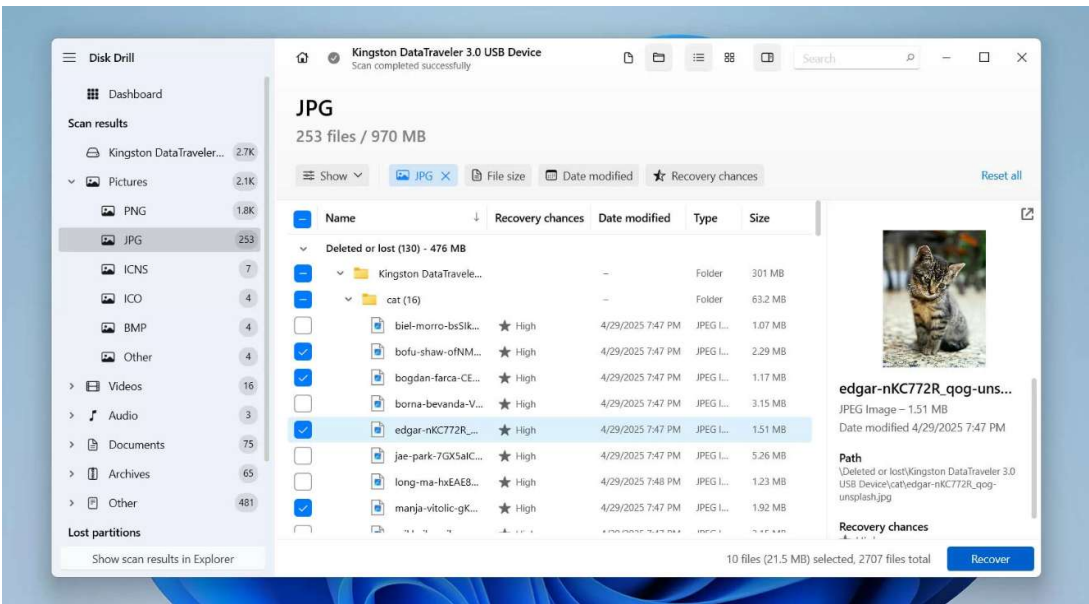 Disk Drill
Dashboard
Scan results
Kingston DataTraveler... 2.7K
Pictures 2.1K
PNG 1.8K
JPG 253
ICNS 7
ICO 4
BMP 4
Other 4
Videos 16
Audio 3
Documents 75
Archives 65
Other 481
Lost partitions
Show scan results in Explorer
Kingston DataTraveler 3.0 USB Device
Scan completed successfully
Search
JPG
253 files / 970 MB
Show JPG File size Date modified Recovery chances Reset all
Name Recovery chances Date modified Type Size
Deleted or lost (130) - 476 MB
Kingston DataTravele... – Folder 301 MB
cat (16) – Folder 63.2 MB
biel-morro-bsSIk... High 4/29/2025 7:47 PM JPEG I... 1.07 MB
bofu-shaw-ofNM... High 4/29/2025 7:47 PM JPEG I... 2.29 MB
bogdan-farca-CE... High 4/29/2025 7:47 PM JPEG I... 1.17 MB
borna-bevanda-V... High 4/29/2025 7:47 PM JPEG I... 3.15 MB
edgar-nKC772R_... High 4/29/2025 7:47 PM JPEG I... 1.51 MB
jae-park-7GX5aIC... High 4/29/2025 7:47 PM JPEG I... 5.26 MB
long-ma-hxEAE8... High 4/29/2025 7:48 PM JPEG I... 1.23 MB
manja-vitolic-gK... High 4/29/2025 7:47 PM JPEG I... 1.92 MB
edgar-nKC772R_qog-uns...
JPEG Image – 1.51 MB
Date modified 4/29/2025 7:47 PM
Path
\Deleted or lost\Kingston DataTraveler 3.0
USB Device\cat\edgar-nKC772R_qog-
unsplash.jpg
Recovery chances
10 files (21.5 MB) selected, 2707 files total
Recover